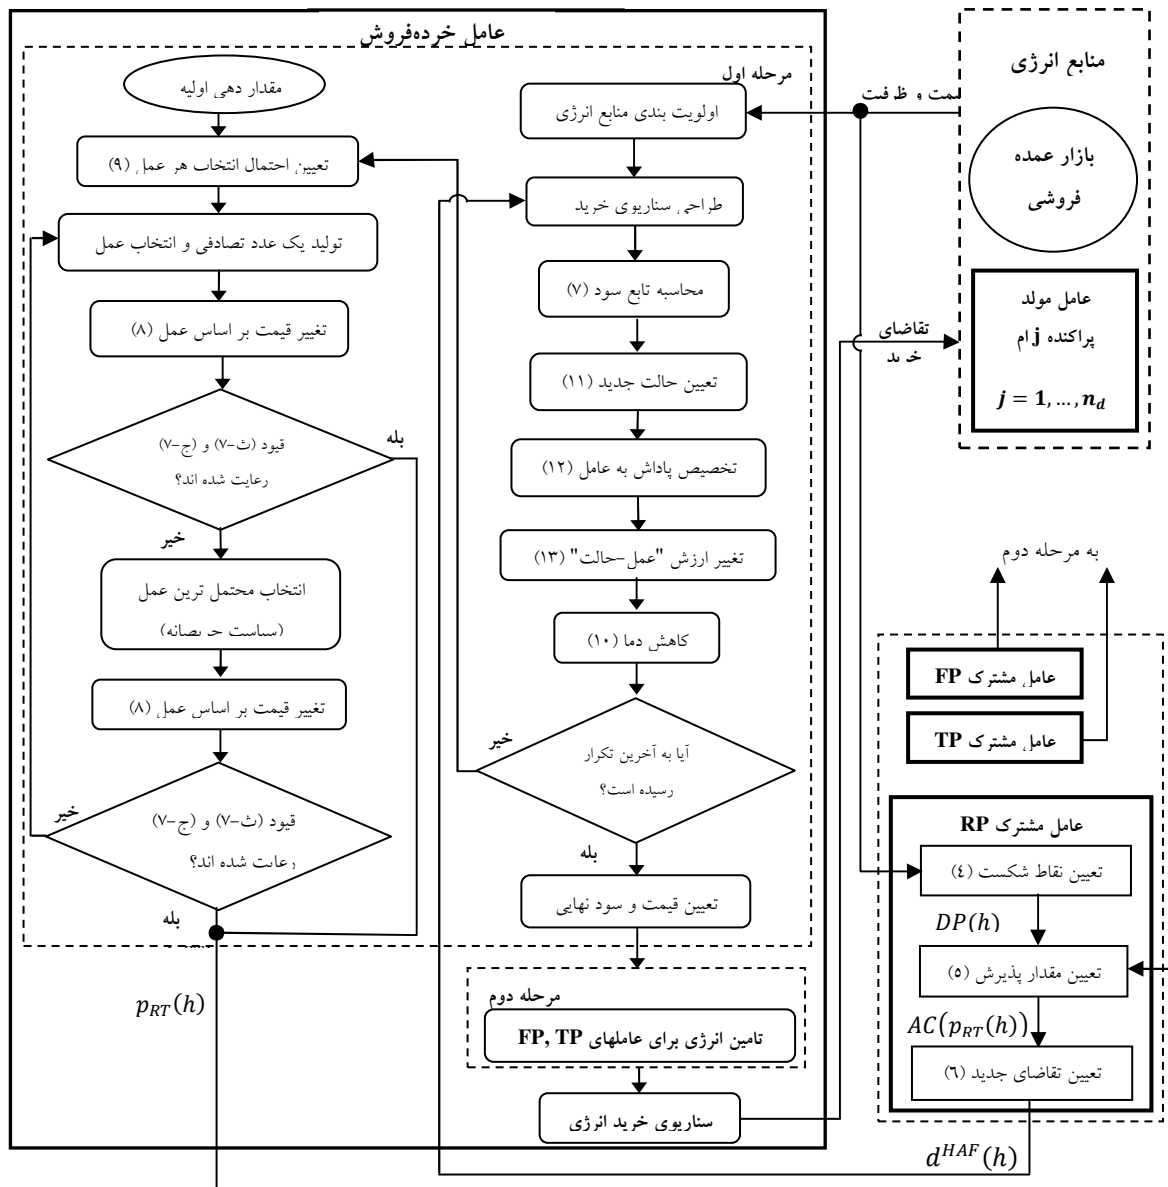 عامل خرده‌فروش
مرحله اول
مقدار دهی اولیه
تعیین احتمال انتخاب هر عمل (۹)
تولید یک عدد تصادفی و انتخاب عمل
تغییر قیمت بر اساس عمل (۸)
قیود (ث-۷) و (ج-۷)
رعایت شده اند؟
بله
خیر
انتخاب محتمل ترین عمل
(سیاست حریصانه)
تغییر قیمت بر اساس عمل (۸)
قیود (ث-۷) و (ج-۷)
رعایت شده اند؟
خیر
بله
p_RT(h)
اولویت بندی منابع انرژی
طراحی سناریوی خرید
محاسبه تابع سود (۷)
تعیین حالت جدید (۱۱)
تخصیص پاداش به عامل (۱۲)
تغییر ارزش "عمل-حالت" (۱۳)
کاهش دما (۱۰)
آیا به آخرین تکرار
رسیده است؟
خیر
بله
تعیین قیمت و سود نهایی
مرحله دوم
تامین انرژی برای عاملهای FP, TP
سناریوی خرید انرژی
منابع انرژی
و ظرفیت
بازار عمده
فروشی
عامل مولد
پراکنده j ام
j = 1, ..., n_d
تقاضای
خرید
به مرحله دوم
عامل مشترک FP
عامل مشترک TP
عامل مشترک RP
تعیین نقاط شکست (۴)
DP(h)
تعیین مقدار پذیرش (۵)
AC(p_RT(h))
تعیین تقاضای جدید (۶)
d^HAF(h)